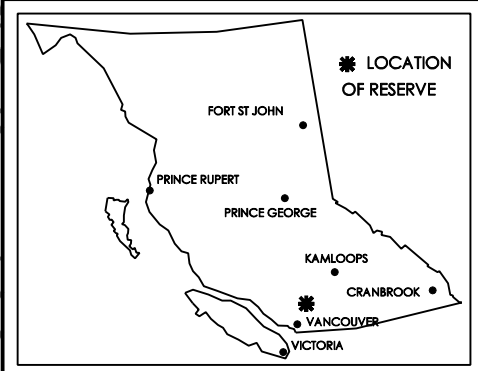 LOCATION
OF RESERVE
FORT ST JOHN
PRINCE RUPERT
PRINCE GEORGE
KAMLOOPS
CRANBROOK
VANCOUVER
VICTORIA